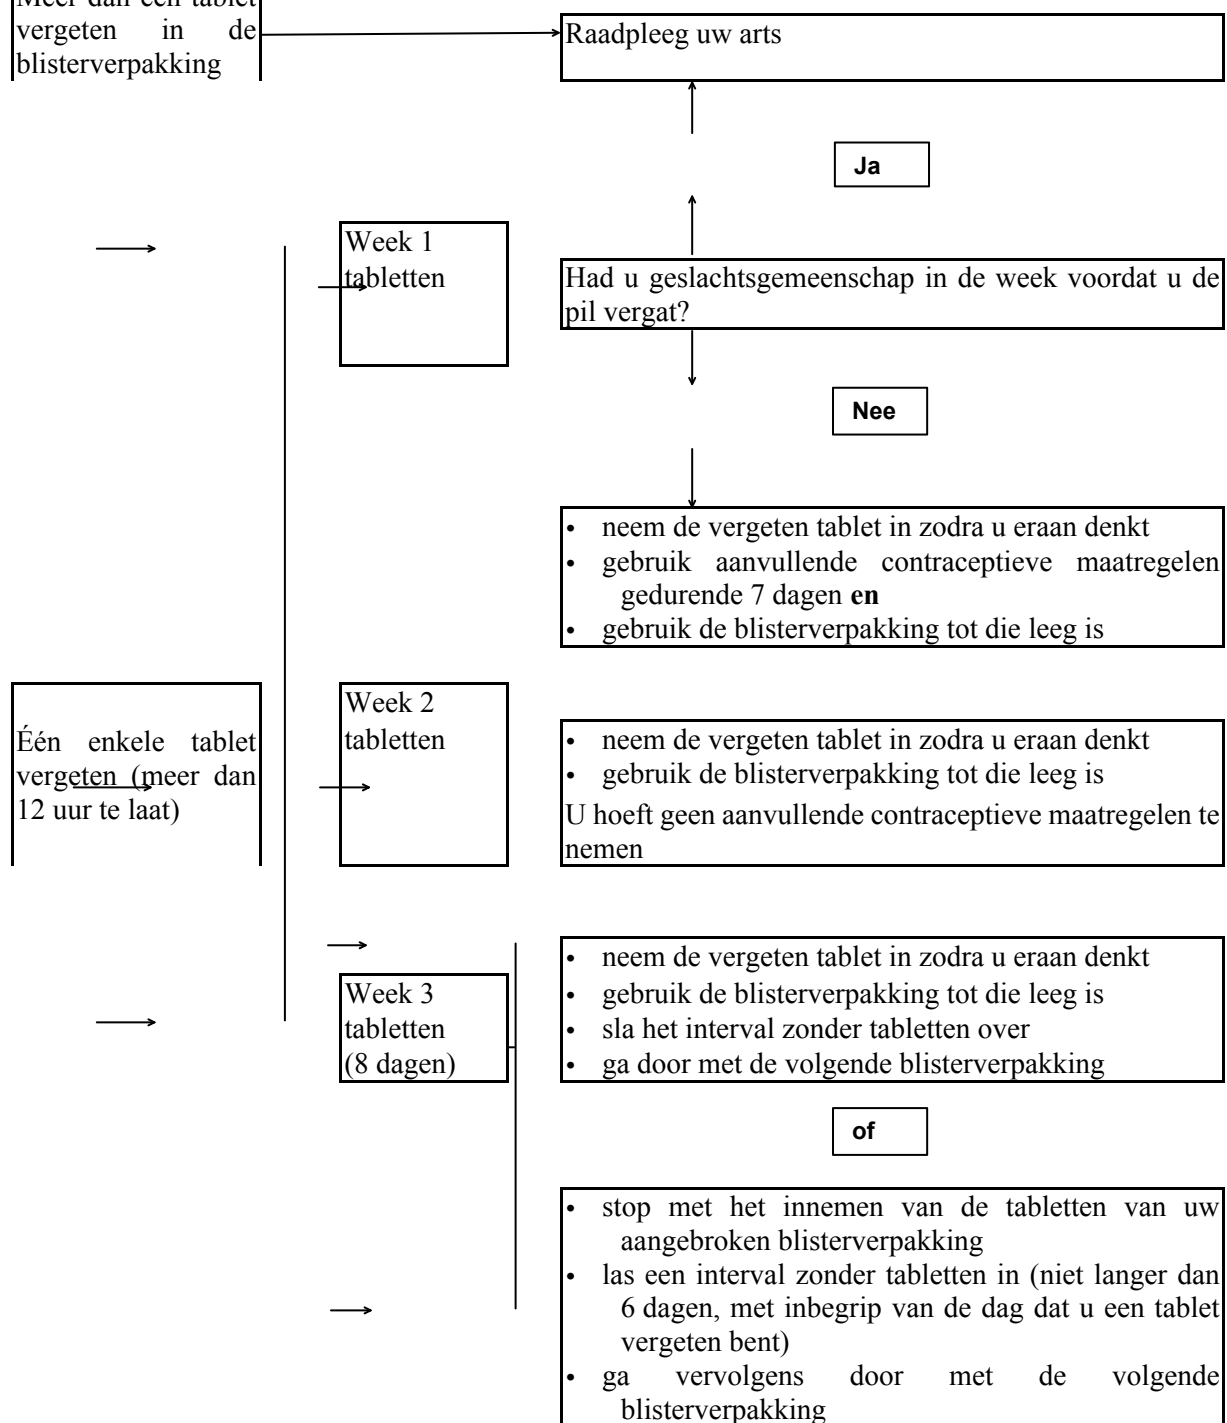 Meer dan één tablet
vergeten in de
blisterverpakking
Raadpleeg uw arts
Ja
Week 1
tabletten
Had u geslachtsgemeenschap in de week voordat u de
pil vergat?
Nee
• neem de vergeten tablet in zodra u eraan denkt
• gebruik aanvullende contraceptieve maatregelen
gedurende 7 dagen en
• gebruik de blisterverpakking tot die leeg is
Één enkele tablet
vergeten (meer dan
12 uur te laat)
Week 2
tabletten
• neem de vergeten tablet in zodra u eraan denkt
• gebruik de blisterverpakking tot die leeg is
U hoeft geen aanvullende contraceptieve maatregelen te
nemen
Week 3
tabletten
(8 dagen)
• neem de vergeten tablet in zodra u eraan denkt
• gebruik de blisterverpakking tot die leeg is
• sla het interval zonder tabletten over
• ga door met de volgende blisterverpakking
of
• stop met het innemen van de tabletten van uw
aangebroken blisterverpakking
• las een interval zonder tabletten in (niet langer dan
6 dagen, met inbegrip van de dag dat u een tablet
vergeten bent)
• ga vervolgens door met de volgende
blisterverpakking